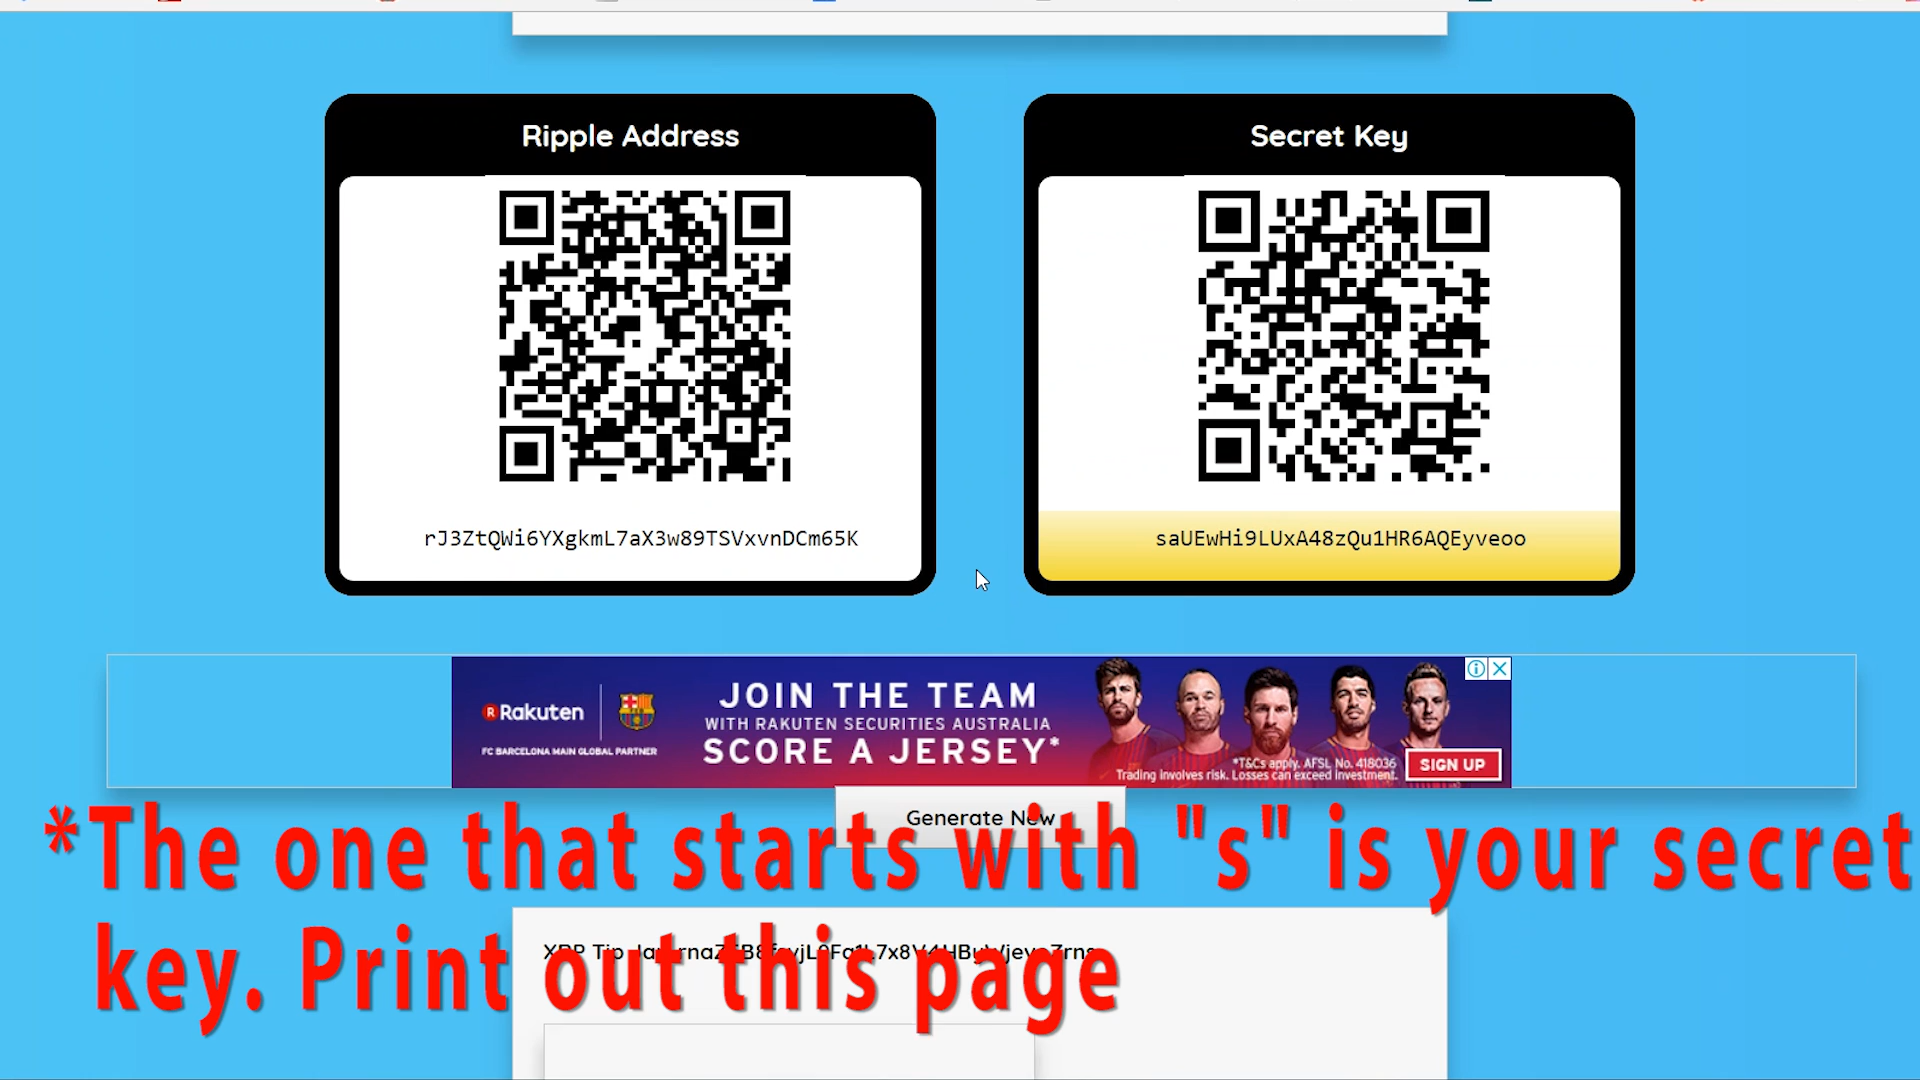 Ripple Address
Secret Key
rJ3ZtQWi6YXgkmL7aX3w89TSVxvnDCm65K
saUEwHi9LUxA48zQu1HR6AQEyveoo
Rakuten
FC BARCELONA MAIN GLOBAL PARTNER
JOIN THE TEAM
WITH RAKUTEN SECURITIES AUSTRALIA
SCORE A JERSEY*
*T&Cs apply. AFSL No. 418036
Trading involves risk. Losses can exceed investment.
SIGN UP
Generate New
*The one that starts with "s" is your secret
key. Print out this page
XRP Tip